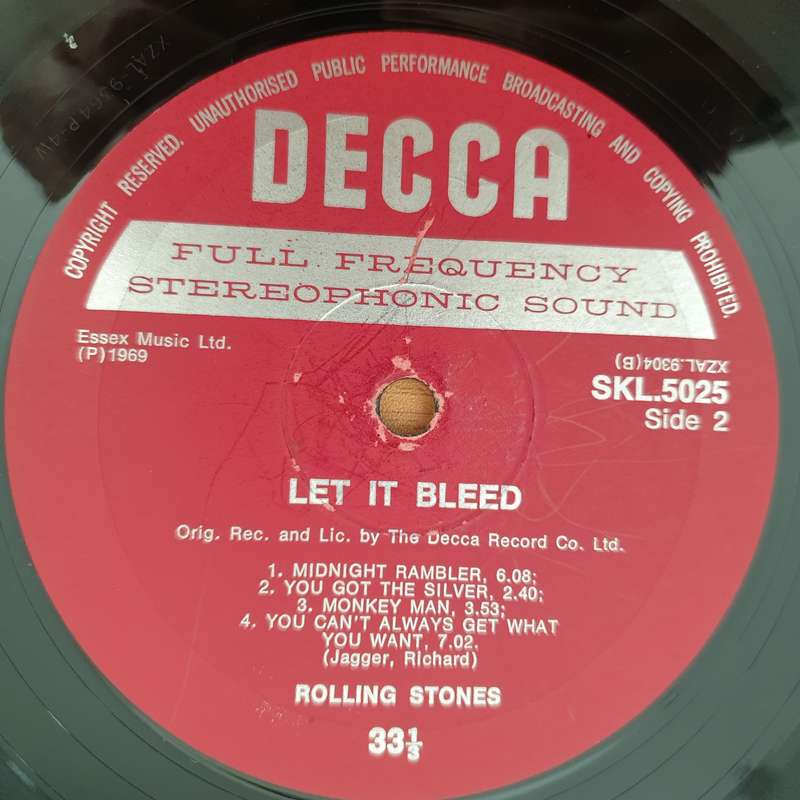 COPYRIGHT RESERVED. UNAUTHORISED PUBLIC PERFORMANCE BROADCASTING AND COPYING PROHIBITED.
DECCA
FULL FREQUENCY
STEREOPHONIC SOUND
Essex Music Ltd.
(P)1969
XZAL.9304(B)
SKL.5025
Side 2
LET IT BLEED
Orig. Rec. and Lic. by The Decca Record Co. Ltd.
1. MIDNIGHT RAMBLER, 6.08;
2. YOU GOT THE SILVER, 2.40;
3. MONKEY MAN, 3.53;
4. YOU CAN'T ALWAYS GET WHAT
YOU WANT, 7.02.
(Jagger, Richard)
ROLLING STONES
33⅓